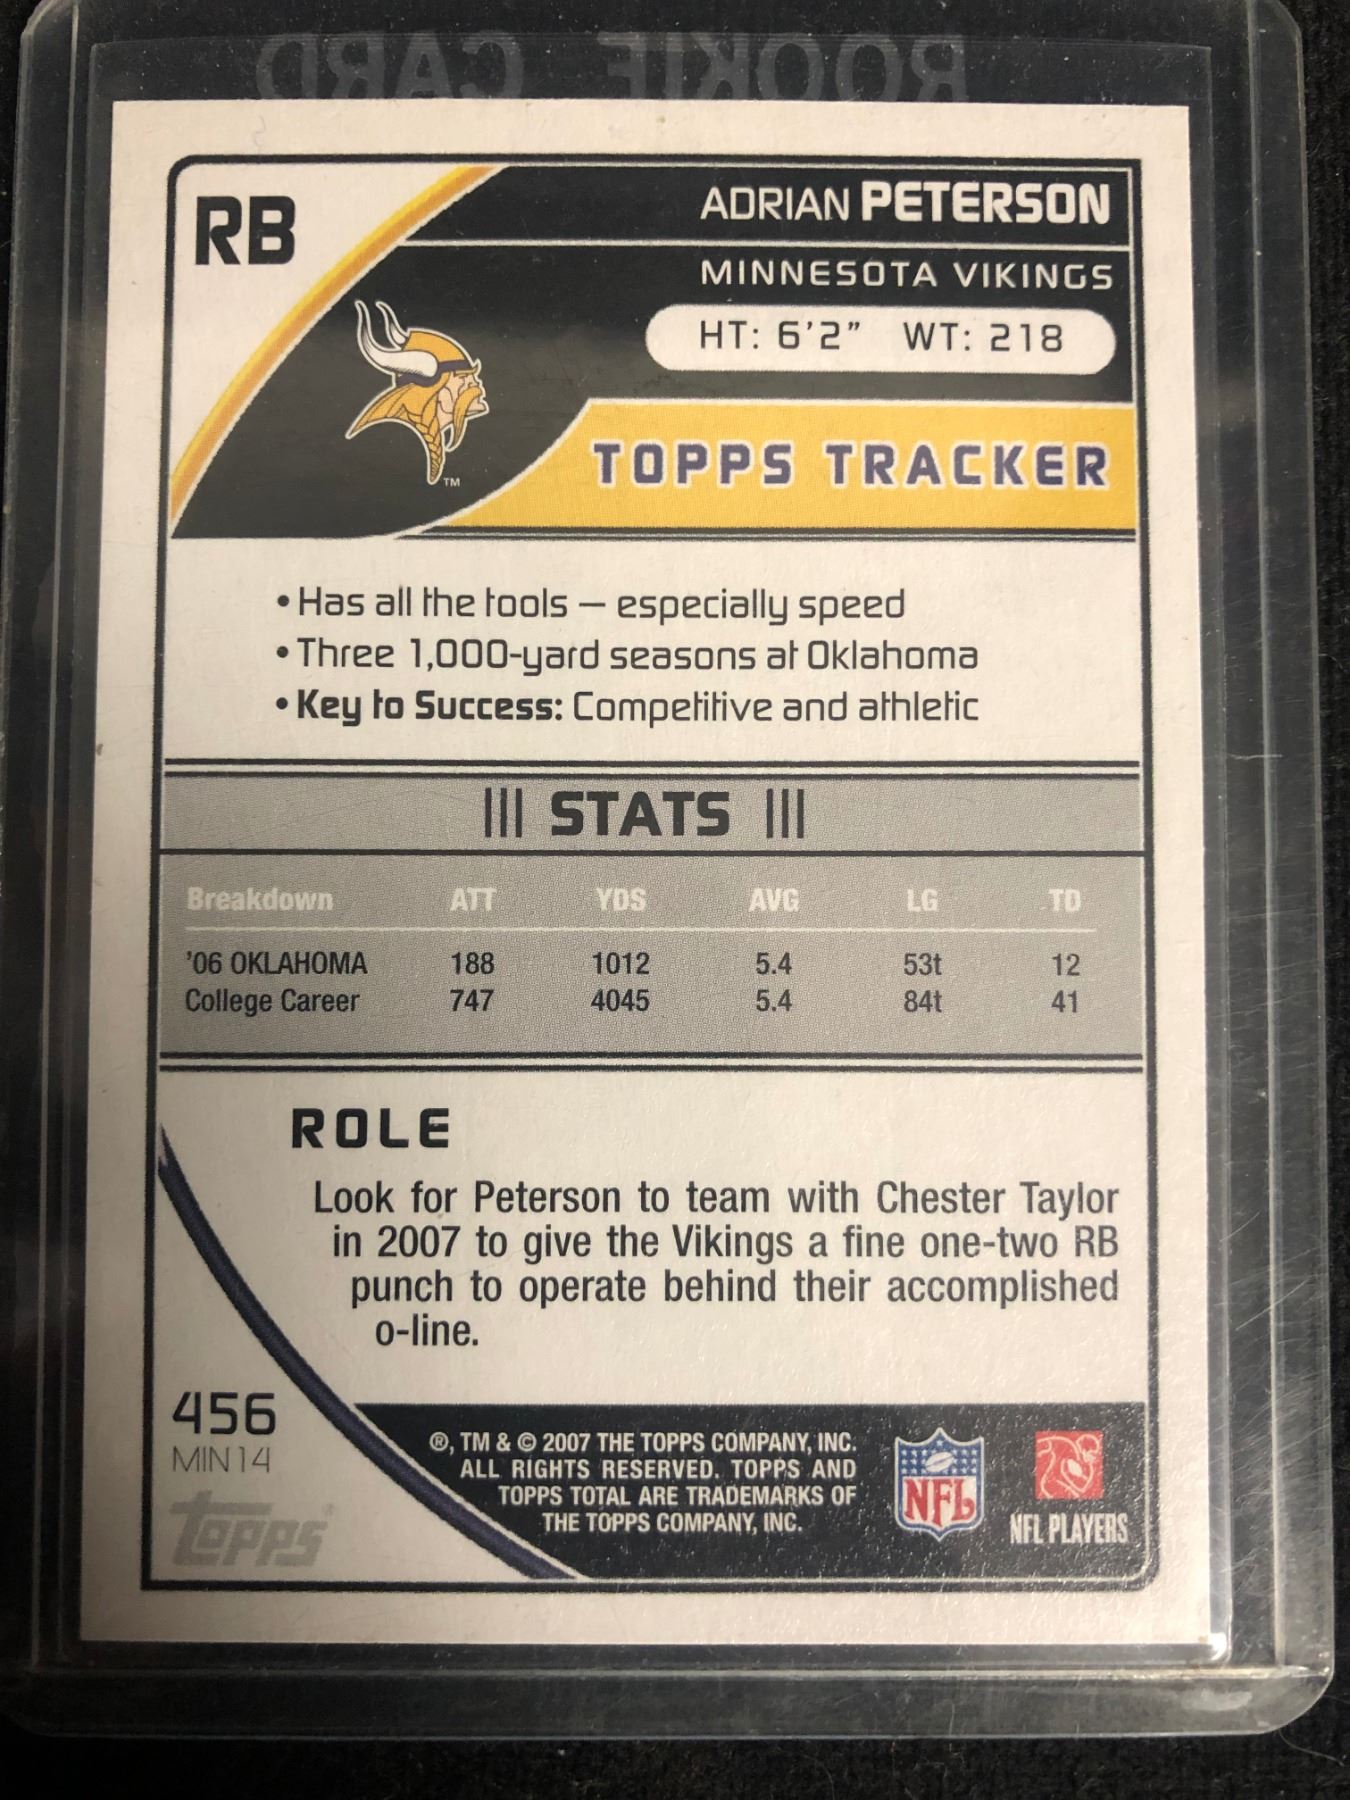 ROOKIE CARD
RB
ADRIAN PETERSON
MINNESOTA VIKINGS
HT: 6'2" WT: 218
TM
TOPPS TRACKER
• Has all the tools — especially speed
• Three 1,000-yard seasons at Oklahoma
• Key to Success: Competitive and athletic
STATS
Breakdown ATT YDS AVG LG TD
'06 OKLAHOMA 188 1012 5.4 53t 12
College Career 747 4045 5.4 84t 41
ROLE
Look for Peterson to team with Chester Taylor
in 2007 to give the Vikings a fine one-two RB
punch to operate behind their accomplished
o-line.
456
MIN 14
topps®
®, TM & © 2007 THE TOPPS COMPANY, INC.
ALL RIGHTS RESERVED. TOPPS AND
TOPPS TOTAL ARE TRADEMARKS OF
THE TOPPS COMPANY, INC.
NFL
NFL PLAYERS